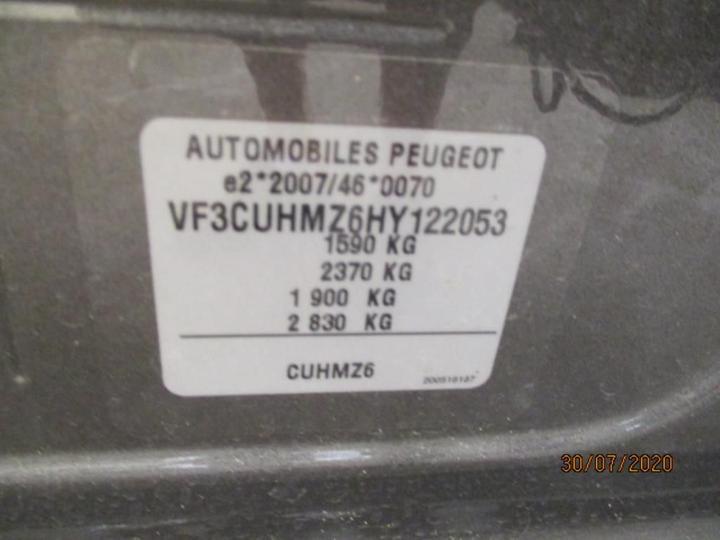 AUTOMOBILES PEUGEOT
e2*2007/46*0070
VF3CUHMZ6HY122053
1590 KG
2370 KG
1 900 KG
2 830 KG
CUHMZ6
30/07/2020